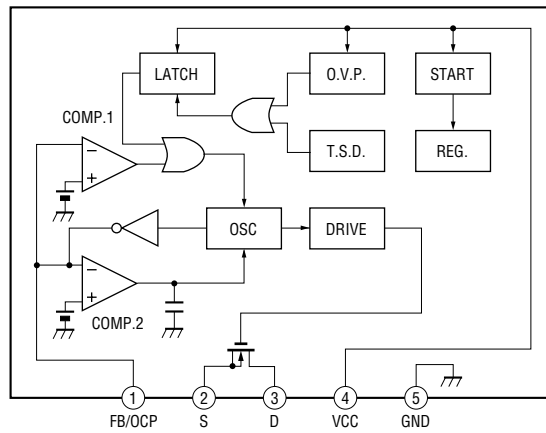 LATCH
O.V.P.
START
COMP.1
−
+
T.S.D.
REG.
OSC
DRIVE
−
+
COMP.2
1
2
3
4
5
FB/OCP
S
D
VCC
GND